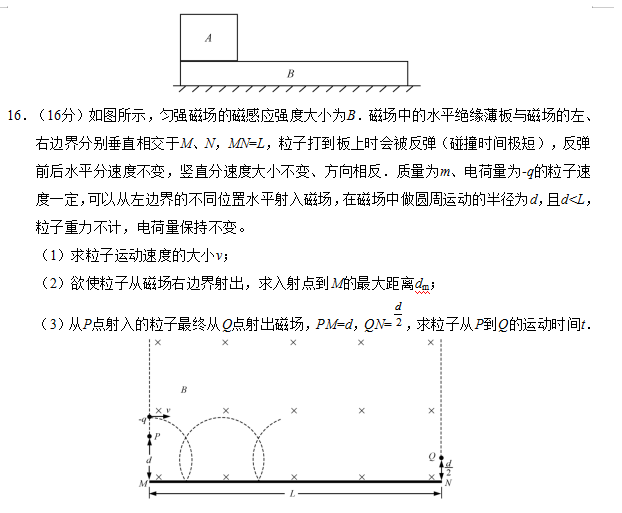 A
B
16.（16分）如图所示，匀强磁场的磁感应强度大小为B．磁场中的水平绝缘薄板与磁场的左、
右边界分别垂直相交于M、N，MN=L，粒子打到板上时会被反弹（碰撞时间极短），反弹
前后水平分速度不变，竖直分速度大小不变、方向相反．质量为m、电荷量为-q的粒子速
度一定，可以从左边界的不同位置水平射入磁场，在磁场中做圆周运动的半径为d，且d<L，
粒子重力不计，电荷量保持不变。
（1）求粒子运动速度的大小v；
（2）欲使粒子从磁场右边界射出，求入射点到M的最大距离dm；
（3）从P点射入的粒子最终从Q点射出磁场，PM=d，QN=d/2，求粒子从P到Q的运动时间t．
B
-q v
P
d
Q
d/2
M
N
L